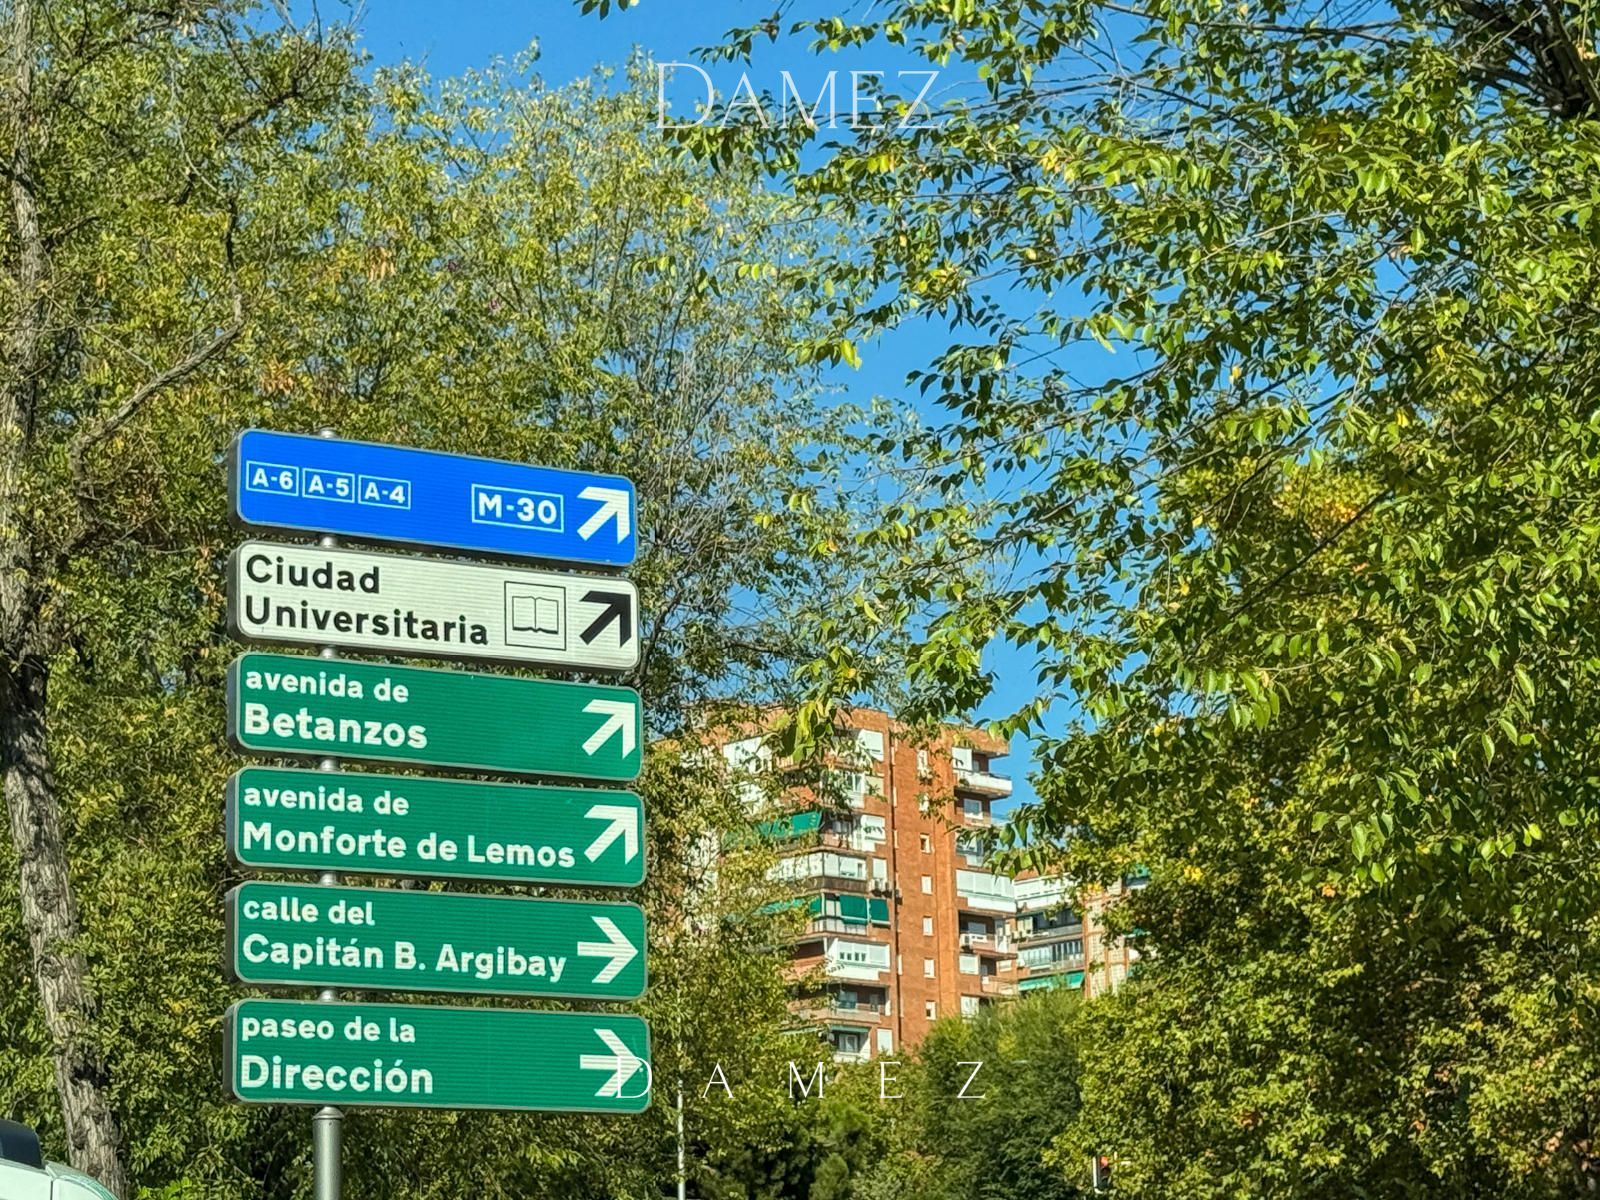 DAMEZ
A-6 A-5 A-4 M-30
Ciudad
Universitaria
avenida de
Betanzos
avenida de
Monforte de Lemos
calle del
Capitán B. Argibay
paseo de la
Dirección
DAMEZ